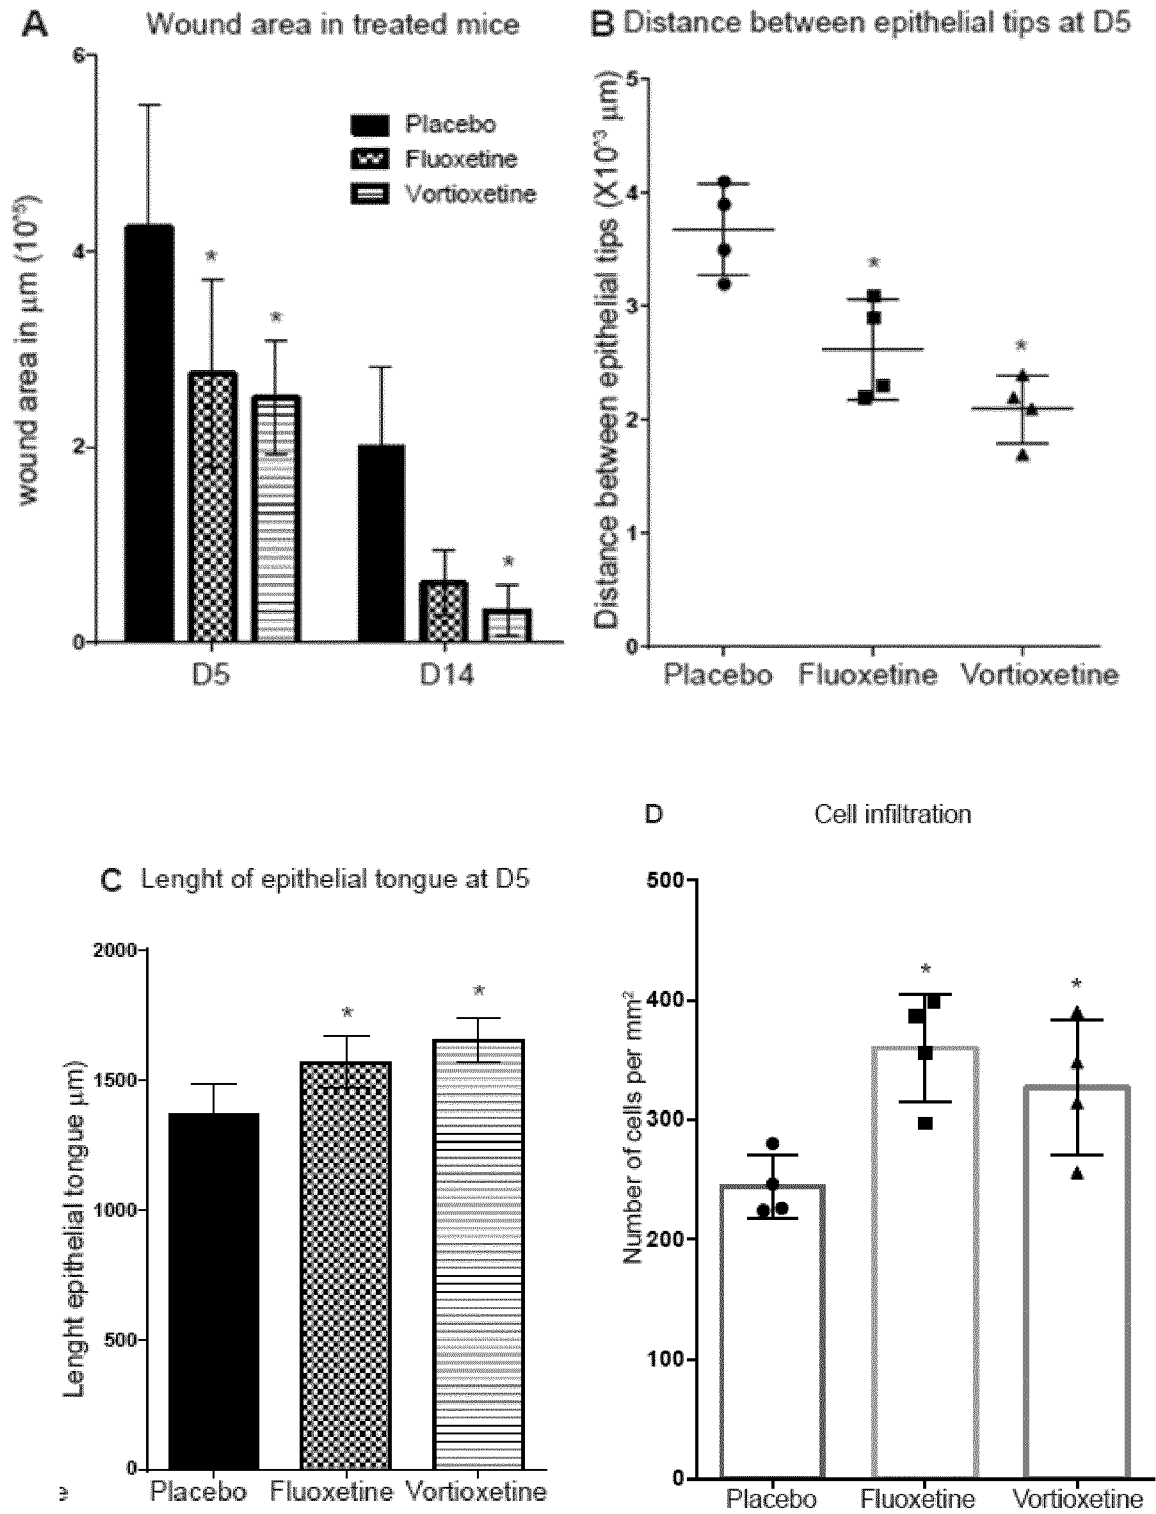 A Wound area in treated mice
6
4
2
0
wound area in μm (10^5)
Placebo
Fluoxetine
Vortioxetine
*
*
*
D5 D14
B Distance between epithelial tips at D5
5
4
3
2
1
0
Distance between epithelial tips (X10^3 μm)
*
*
Placebo Fluoxetine Vortioxetine
C Lenght of epithelial tongue at D5
2000
1500
1000
500
0
Lenght epithelial tongue μm)
*
*
e Placebo Fluoxetine Vortioxetine
D Cell infiltration
500
400
300
200
100
0
Number of cells per mm²
*
*
Placebo Fluoxetine Vortioxetine